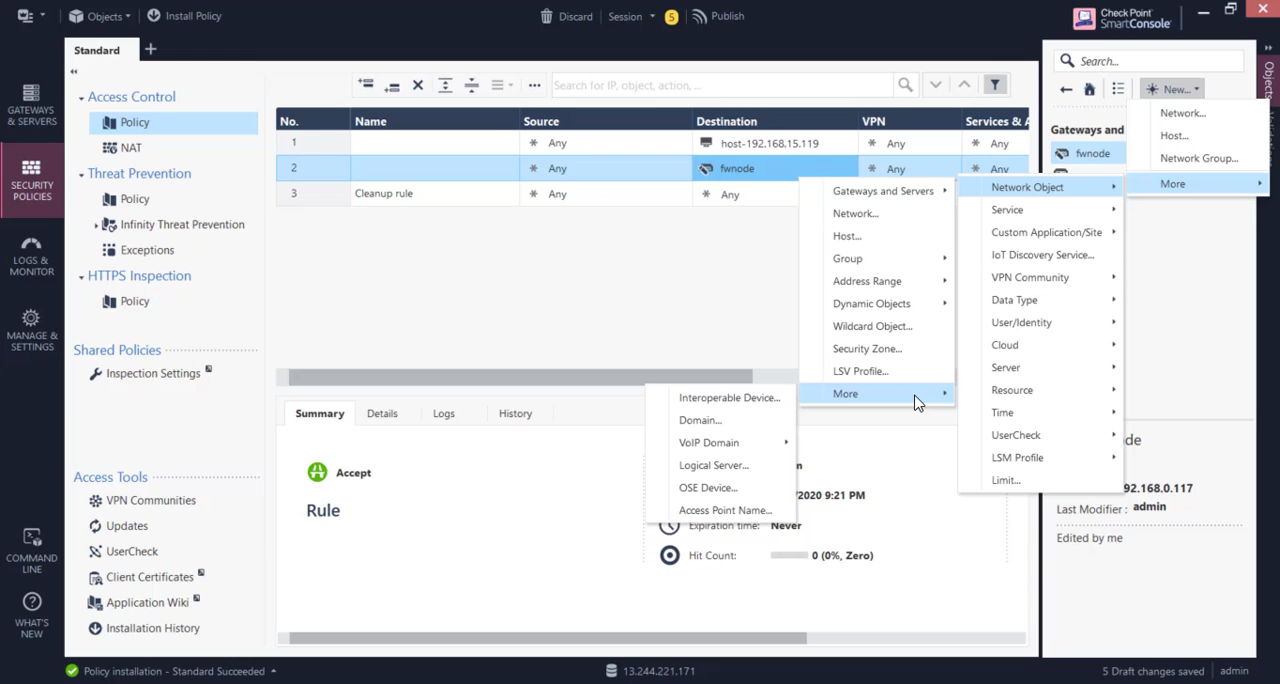 Objects
Install Policy
Discard
Session
5
Publish
Check Point
SmartConsole
Standard
GATEWAYS & SERVERS
SECURITY POLICIES
LOGS & MONITOR
MANAGE & SETTINGS
COMMAND LINE
WHAT'S NEW
Access Control
Policy
NAT
Threat Prevention
Policy
Infinity Threat Prevention
Exceptions
HTTPS Inspection
Policy
Shared Policies
Inspection Settings
Access Tools
VPN Communities
Updates
UserCheck
Client Certificates
Application Wiki
Installation History
Search for IP, object, action, ...
No. Name Source Destination VPN Services & A
1 Any host-192.168.15.119 Any Any
2 Any fwnode Any Any
3 Cleanup rule Any Any
Summary
Details
Logs
History
Accept
Rule
n
/2020 9:21 PM
Expiration time: Never
Hit Count: 0 (0%, Zero)
Interoperable Device...
Domain...
VoIP Domain
Logical Server...
OSE Device...
Access Point Name...
Gateways and Servers
Network...
Host...
Group
Address Range
Dynamic Objects
Wildcard Object...
Security Zone...
LSV Profile...
More
Network Object
Service
Custom Application/Site
IoT Discovery Service...
VPN Community
Data Type
User/Identity
Cloud
Server
Resource
Time
UserCheck
LSM Profile
Limit...
Search...
New...
Network...
Host...
Network Group...
More
Gateways and
fwnode
Objects
de
92.168.0.117
Last Modifier : admin
Edited by me
Policy installation - Standard Succeeded
13.244.221.171
5 Draft changes saved
admin